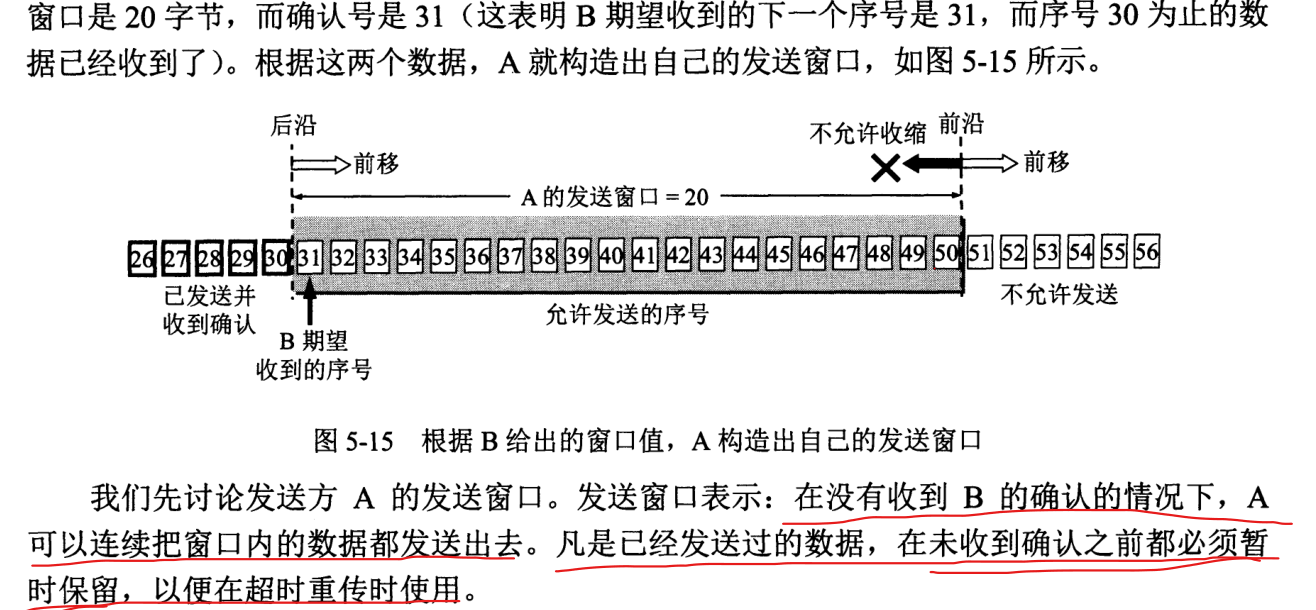 窗口是 20 字节，而确认号是 31（这表明 B 期望收到的下一个序号是 31，而序号 30 为止的数
据已经收到了）。根据这两个数据，A 就构造出自己的发送窗口，如图 5-15 所示。
后沿
不允许收缩 前沿
前移
前移
A 的发送窗口 = 20
26 27 28 29 30 31 32 33 34 35 36 37 38 39 40 41 42 43 44 45 46 47 48 49 50 51 52 53 54 55 56
已发送并
收到确认
允许发送的序号
不允许发送
B 期望
收到的序号
图 5-15 根据 B 给出的窗口值，A 构造出自己的发送窗口
我们先讨论发送方 A 的发送窗口。发送窗口表示：在没有收到 B 的确认的情况下，A
可以连续把窗口内的数据都发送出去。凡是已经发送过的数据，在未收到确认之前都必须暂
时保留，以便在超时重传时使用。